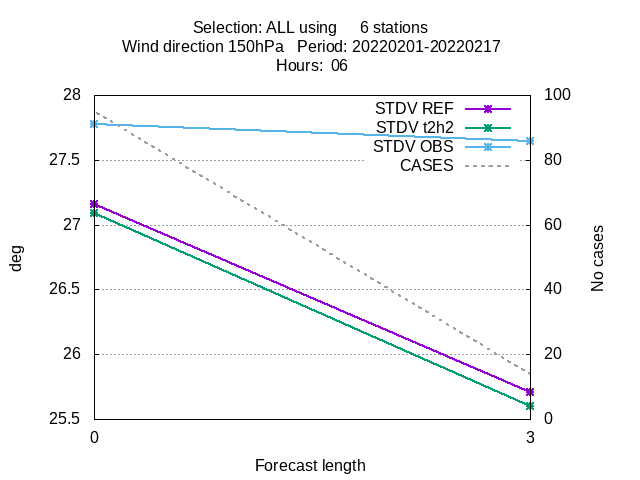 Selection: ALL using     6 stations
Wind direction 150hPa   Period: 20220201-20220217
Hours:  06
28
100
STDV REF
STDV t2h2
STDV OBS
CASES
27.5
80
27
60
deg
No cases
26.5
40
26
20
25.5
0
0
3
Forecast length